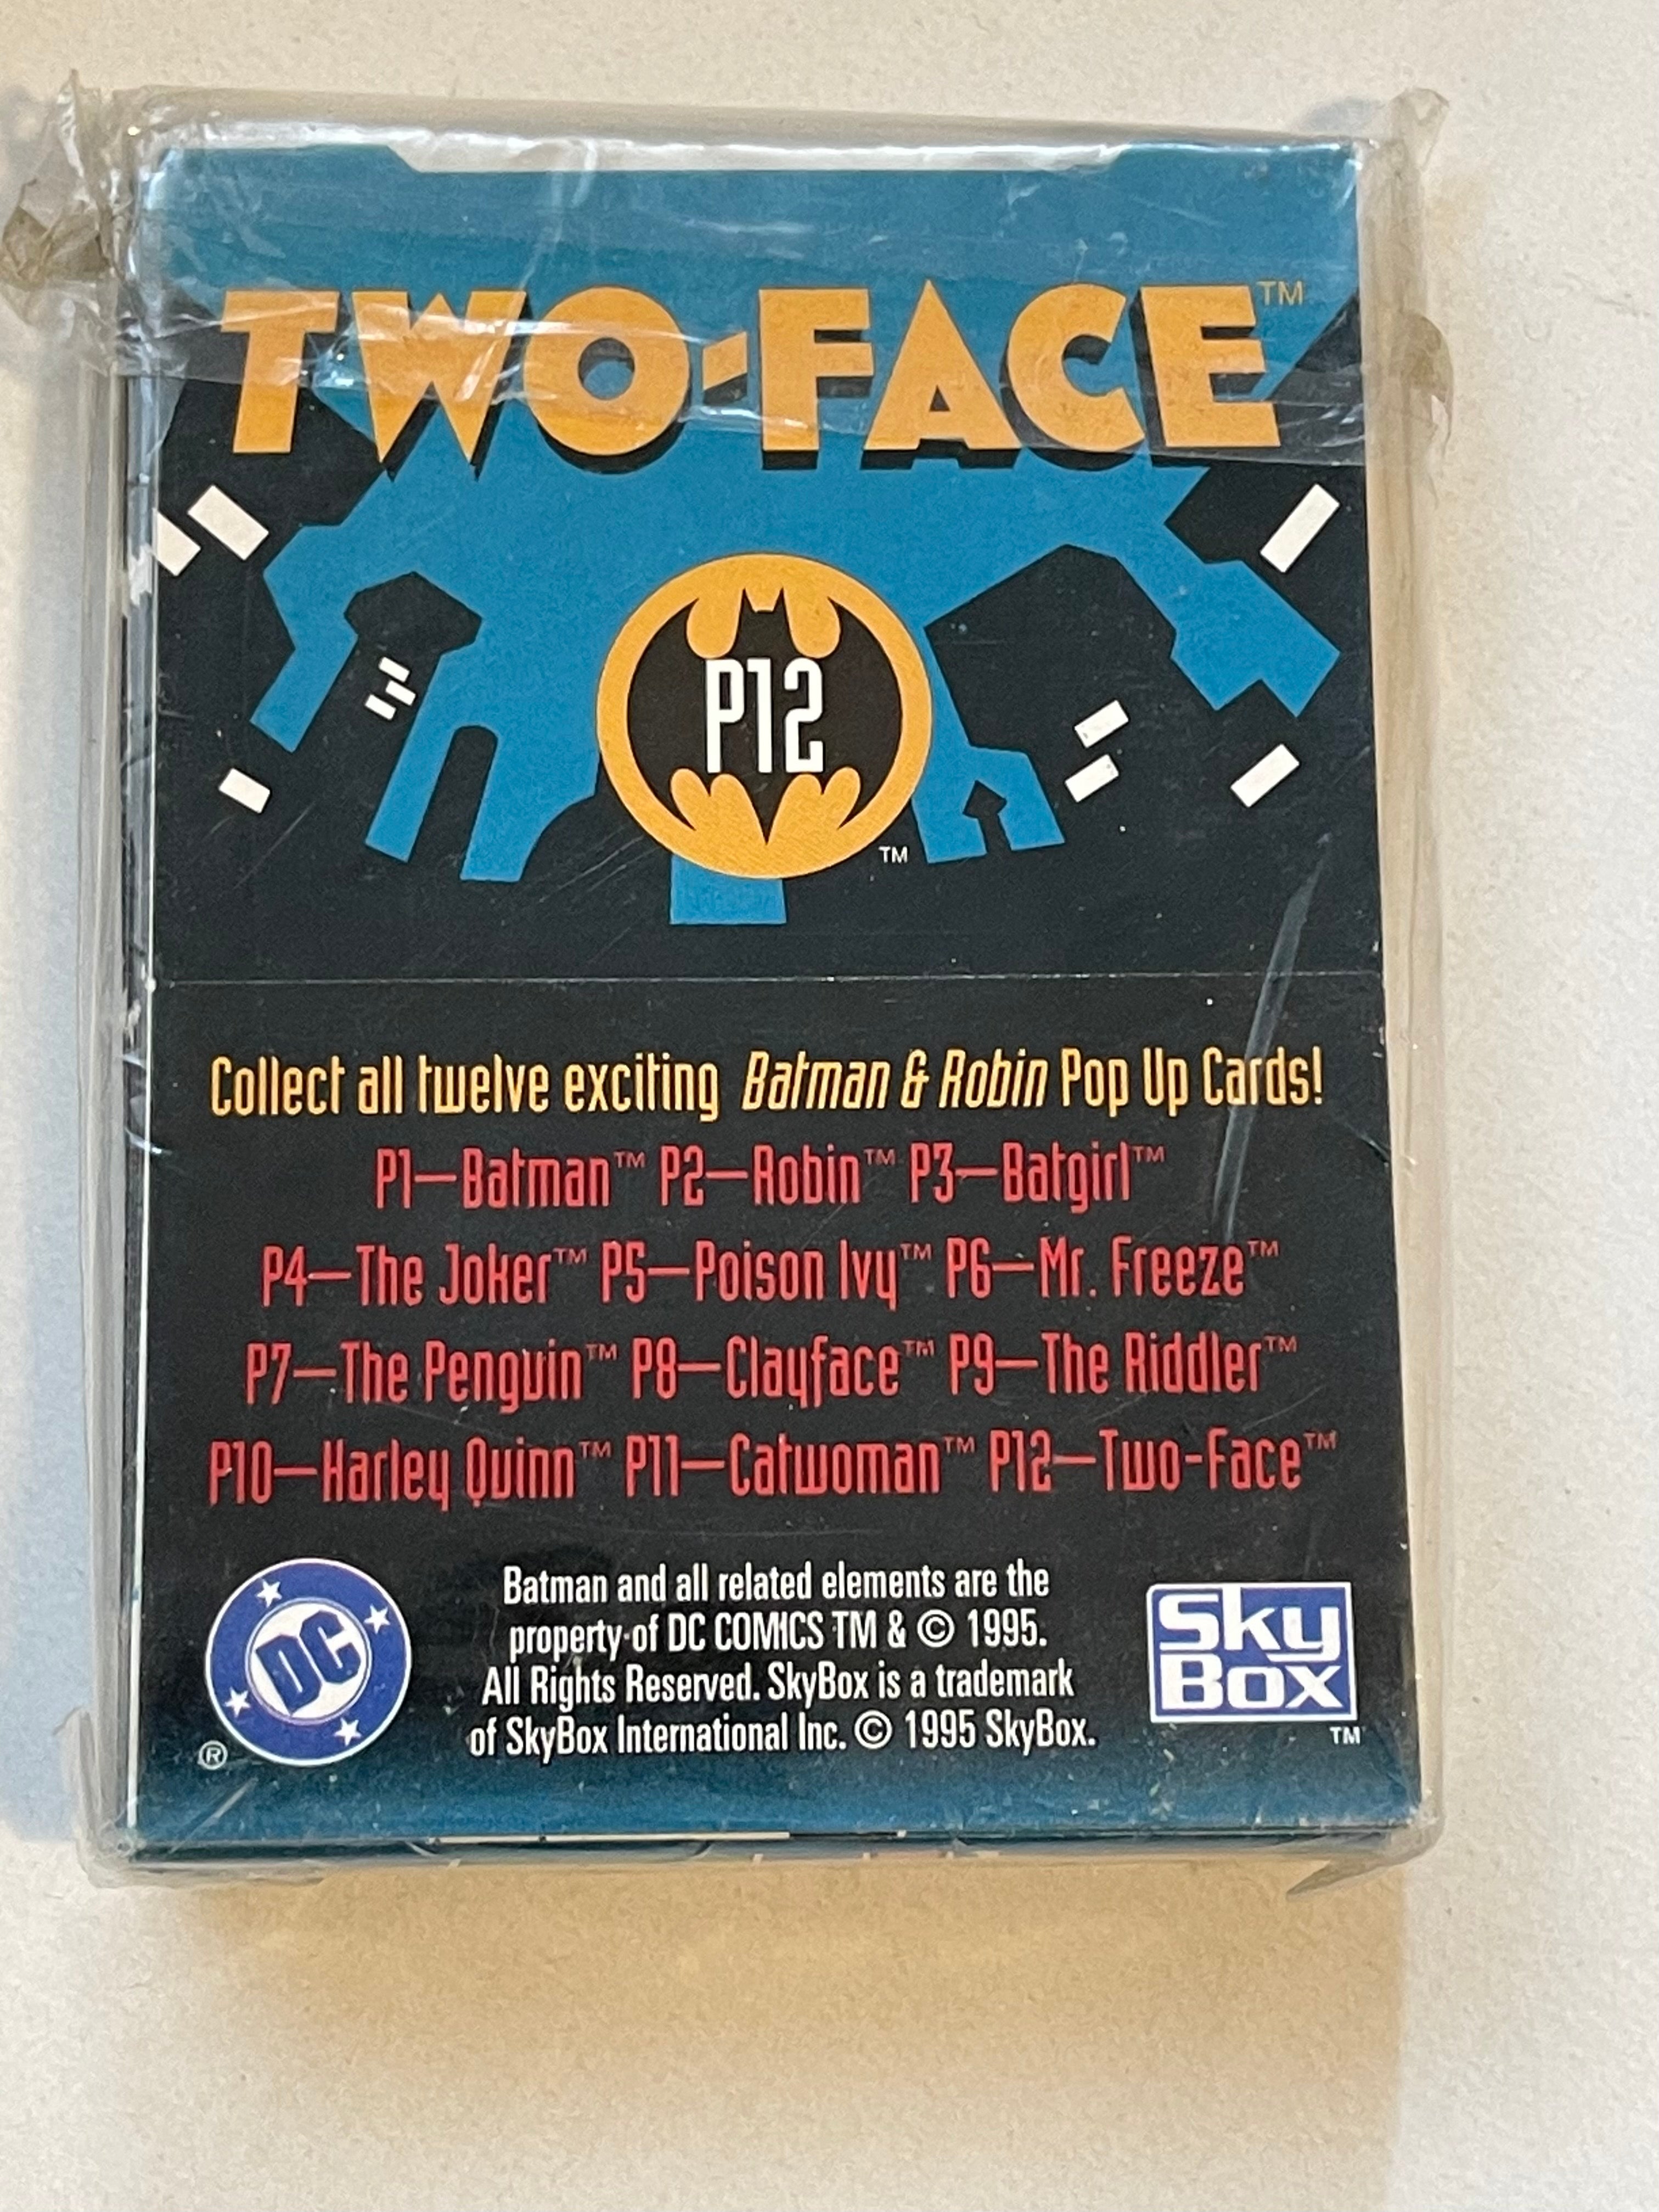 TWO-FACE™
P12
™
Collect all twelve exciting Batman & Robin Pop Up Cards!
P1—Batman™ P2—Robin™ P3—Batgirl™
P4—The Joker™ P5—Poison Ivy™ P6—Mr. Freeze™
P7—The Penguin™ P8—Clayface™ P9—The Riddler™
P10—Harley Quinn™ P11—Catwoman™ P12—Two-Face™
DC
®
Batman and all related elements are the
property of DC COMICS TM & © 1995.
All Rights Reserved. SkyBox is a trademark
of SkyBox International Inc. © 1995 SkyBox.
Sky
Box
™